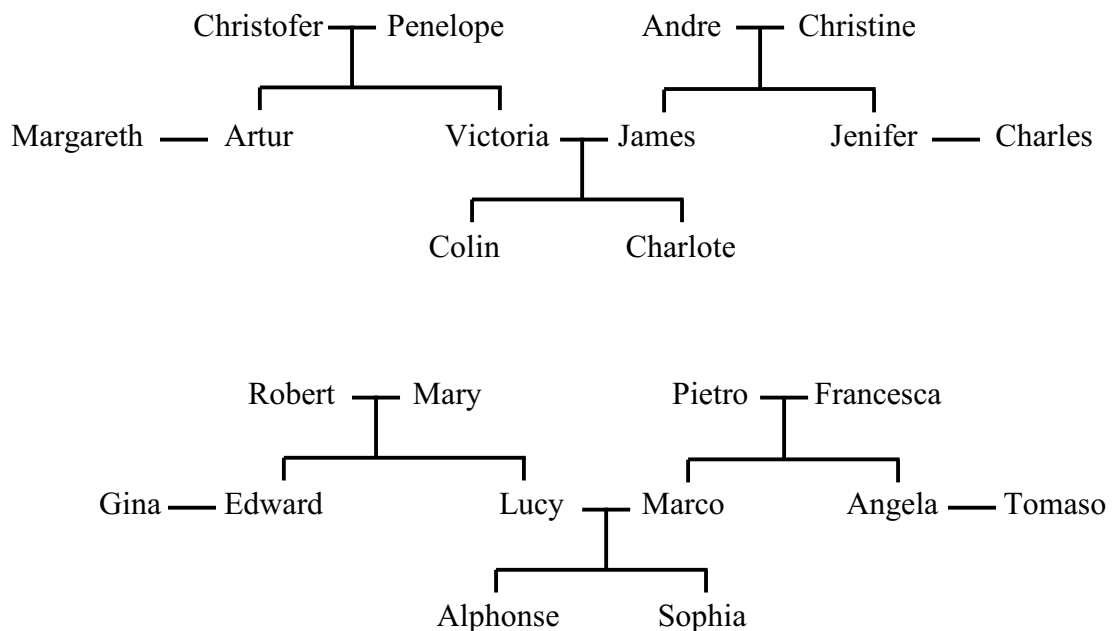 Christofer Penelope Andre Christine
Margareth Artur Victoria James Jenifer Charles
Colin Charlote
Robert Mary Pietro Francesca
Gina Edward Lucy Marco Angela Tomaso
Alphonse Sophia